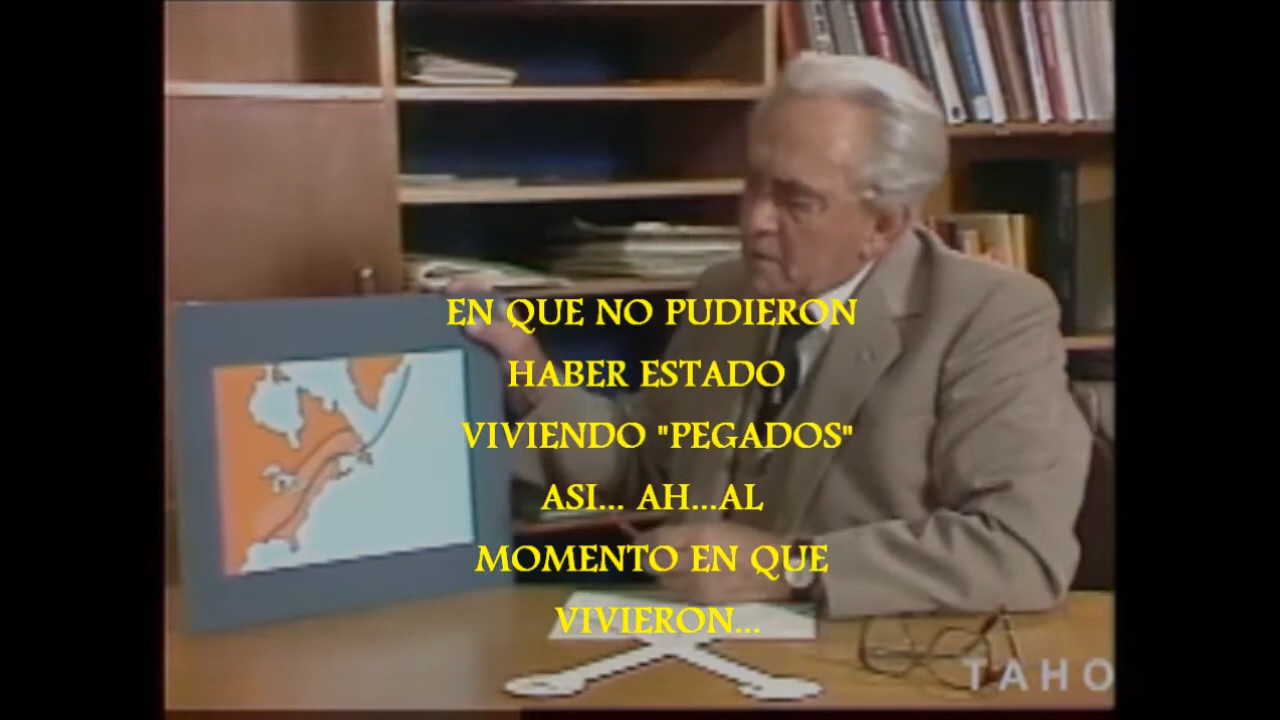 EN QUE NO PUDIERON
HABER ESTADO
VIVIENDO "PEGADOS"
ASI... AH...AL
MOMENTO EN QUE
VIVIERON...
TAHO